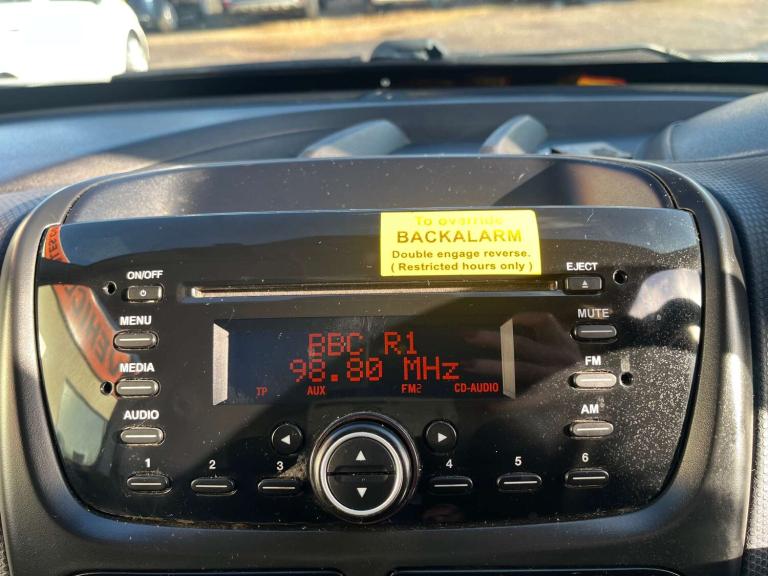 To override
BACKALARM
Double engage reverse.
( Restricted hours only )
ON/OFF
EJECT
MENU
MUTE
MEDIA
FM
AUDIO
AM
BBC R1
98.80 MHz
TP AUX FM2 CD-AUDIO
1 2 3 4 5 6